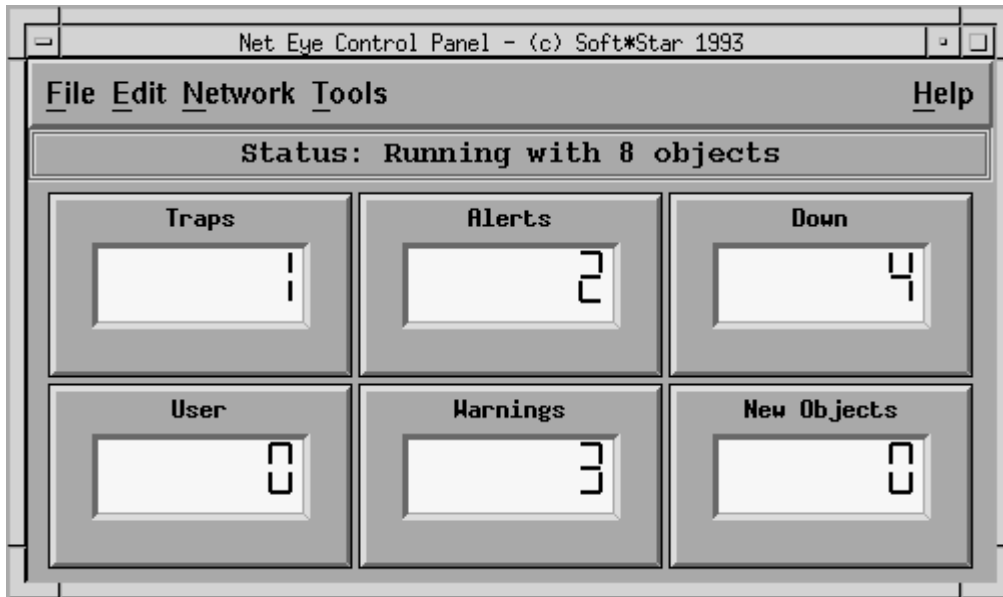 Net Eye Control Panel - (c) Soft*Star 1993
File Edit Network Tools Help
Status: Running with 8 objects
Traps Alerts Down
1 2 4
User Warnings New Objects
0 3 0